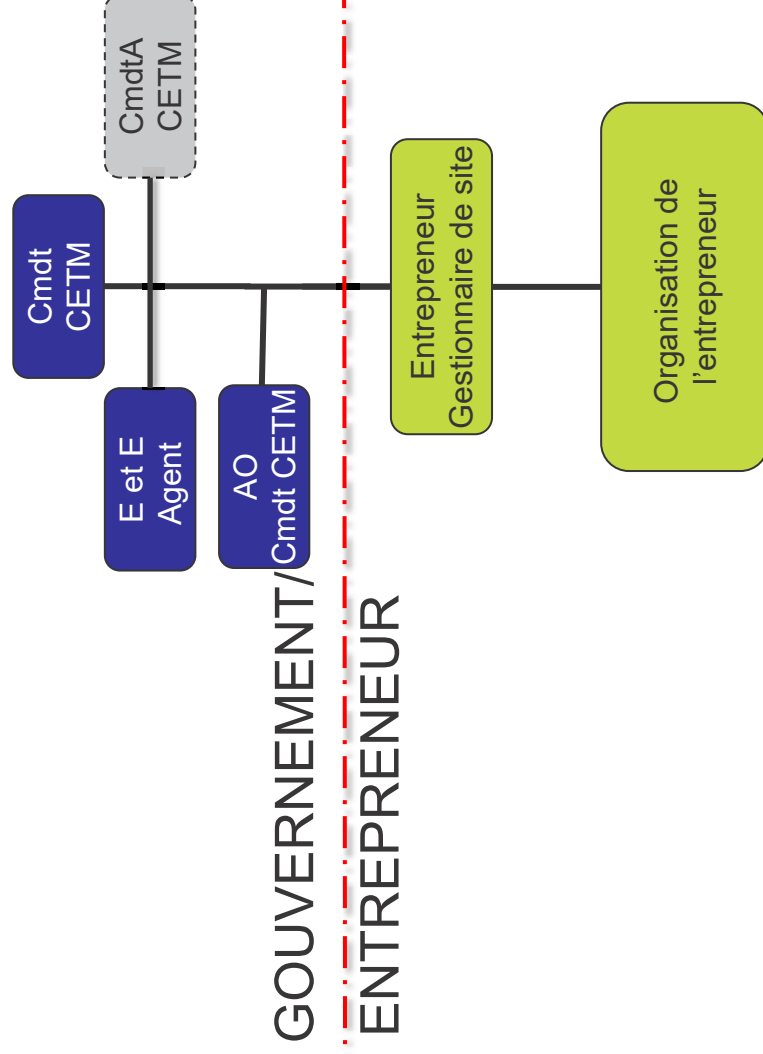 Cmdt
CETM
CmdtA
CETM
E et E
Agent
AO
Cmdt CETM
GOUVERNEMENT/
ENTREPRENEUR
Entrepreneur
Gestionnaire de site
Organisation de
l’entrepreneur